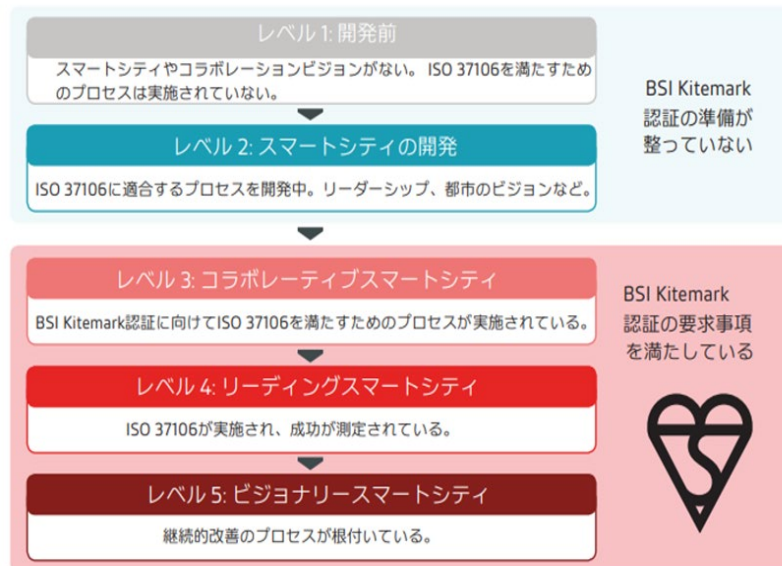 レベル 1: 開発前
スマートシティやコラボレーションビジョンがない。 ISO 37106を満たすため
のプロセスは実施されていない。
BSI Kitemark
認証の準備が
整っていない
レベル 2: スマートシティの開発
ISO 37106に適合するプロセスを開発中。リーダーシップ、都市のビジョンなど。
レベル 3: コラボレーティブスマートシティ
BSI Kitemark認証に向けてISO 37106を満たすためのプロセスが実施されている。
BSI Kitemark
認証の要求事項
を満たしている
レベル 4: リーディングスマートシティ
ISO 37106が実施され、成功が測定されている。
レベル 5: ビジョナリースマートシティ
継続的改善のプロセスが根付いている。